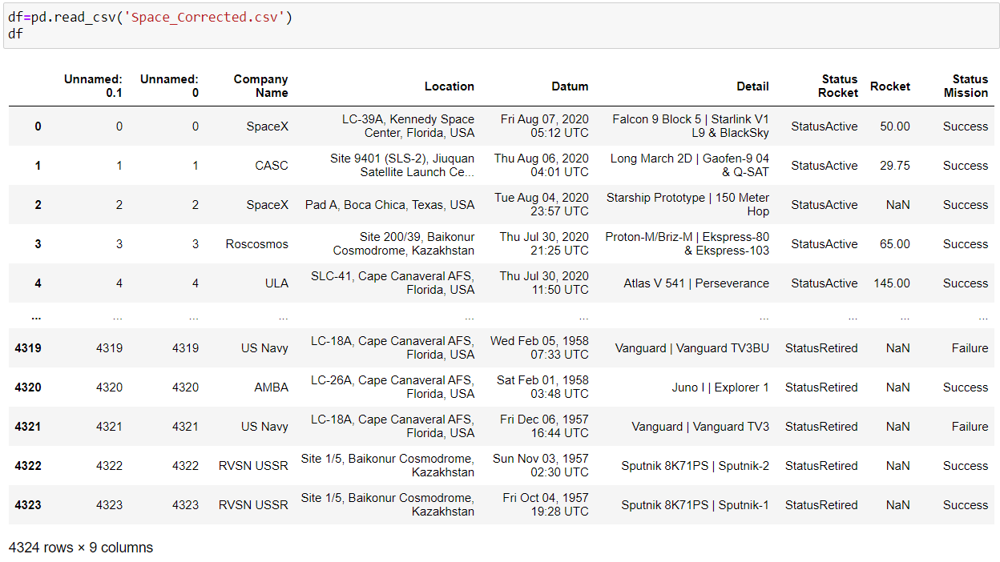 df=pd.read_csv('Space_Corrected.csv')
df
Unnamed: 0.1 Unnamed: 0 Company Name Location Datum Detail Status Rocket Rocket Status Mission
0 0 0 SpaceX LC-39A, Kennedy Space Center, Florida, USA Fri Aug 07, 2020 05:12 UTC Falcon 9 Block 5 | Starlink V1 L9 & BlackSky StatusActive 50.00 Success
1 1 1 CASC Site 9401 (SLS-2), Jiuquan Satellite Launch Ce... Thu Aug 06, 2020 04:01 UTC Long March 2D | Gaofen-9 04 & Q-SAT StatusActive 29.75 Success
2 2 2 SpaceX Pad A, Boca Chica, Texas, USA Tue Aug 04, 2020 23:57 UTC Starship Prototype | 150 Meter Hop StatusActive NaN Success
3 3 3 Roscosmos Site 200/39, Baikonur Cosmodrome, Kazakhstan Thu Jul 30, 2020 21:25 UTC Proton-M/Briz-M | Ekspress-80 & Ekspress-103 StatusActive 65.00 Success
4 4 4 ULA SLC-41, Cape Canaveral AFS, Florida, USA Thu Jul 30, 2020 11:50 UTC Atlas V 541 | Perseverance StatusActive 145.00 Success
... ... ... ... ... ... ... ... ... ...
4319 4319 4319 US Navy LC-18A, Cape Canaveral AFS, Florida, USA Wed Feb 05, 1958 07:33 UTC Vanguard | Vanguard TV3BU StatusRetired NaN Failure
4320 4320 4320 AMBA LC-26A, Cape Canaveral AFS, Florida, USA Sat Feb 01, 1958 03:48 UTC Juno I | Explorer 1 StatusRetired NaN Success
4321 4321 4321 US Navy LC-18A, Cape Canaveral AFS, Florida, USA Fri Dec 06, 1957 16:44 UTC Vanguard | Vanguard TV3 StatusRetired NaN Failure
4322 4322 4322 RVSN USSR Site 1/5, Baikonur Cosmodrome, Kazakhstan Sun Nov 03, 1957 02:30 UTC Sputnik 8K71PS | Sputnik-2 StatusRetired NaN Success
4323 4323 4323 RVSN USSR Site 1/5, Baikonur Cosmodrome, Kazakhstan Fri Oct 04, 1957 19:28 UTC Sputnik 8K71PS | Sputnik-1 StatusRetired NaN Success
4324 rows × 9 columns